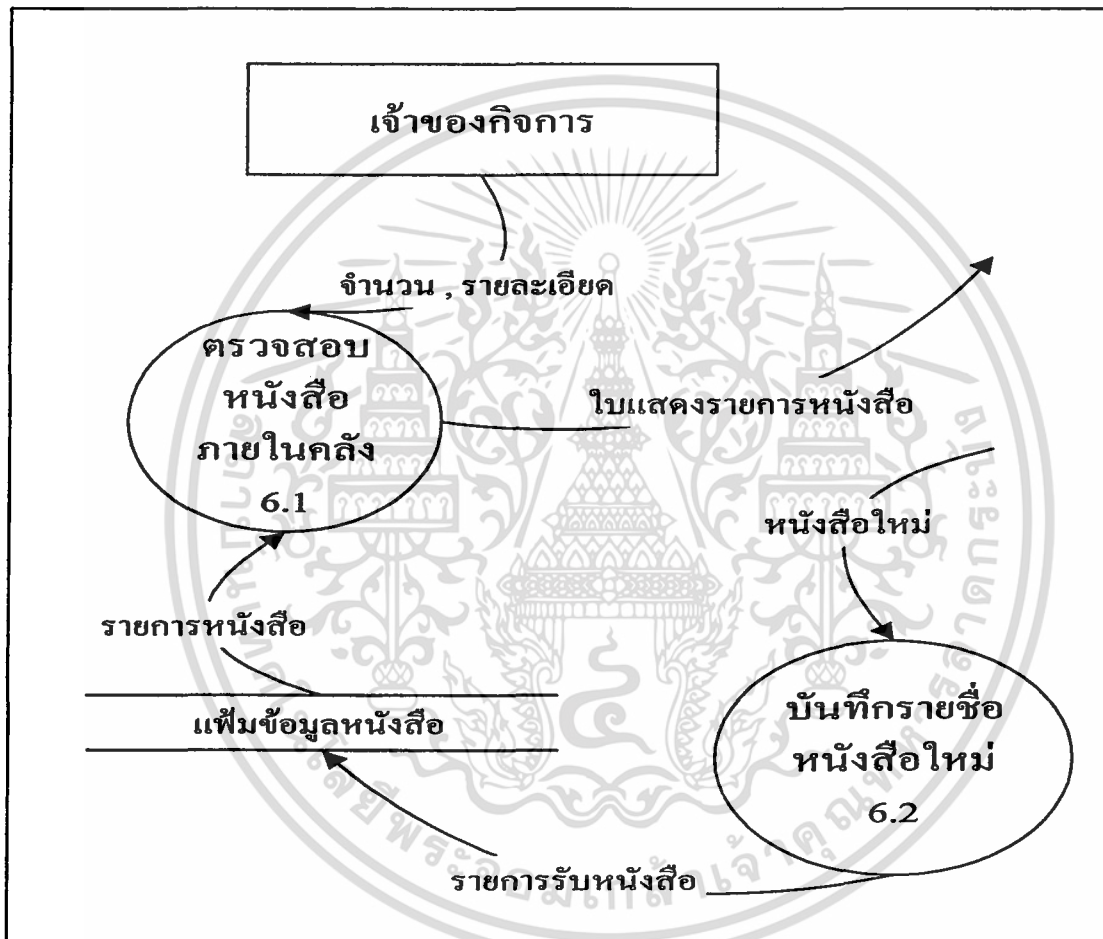 เจ้าของกิจการ
จำนวน , รายละเอียด
ตรวจสอบ
หนังสือ
ภายในคลัง
6.1
ใบแสดงรายการหนังสือ
หนังสือใหม่
รายการหนังสือ
แฟ้มข้อมูลหนังสือ
บันทึกรายชื่อ
หนังสือใหม่
6.2
รายการรับหนังสือ